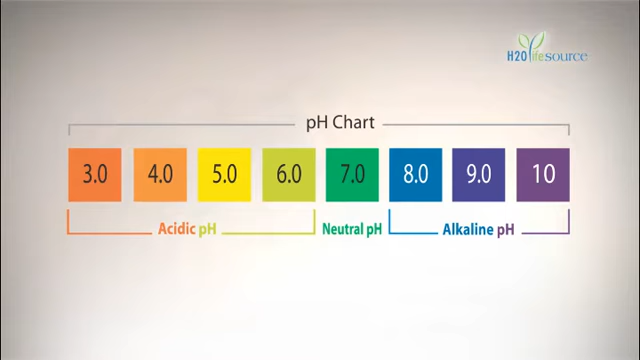 H2O lifesource
pH Chart
3.0 4.0 5.0 6.0 7.0 8.0 9.0 10
Acidic pH Neutral pH Alkaline pH